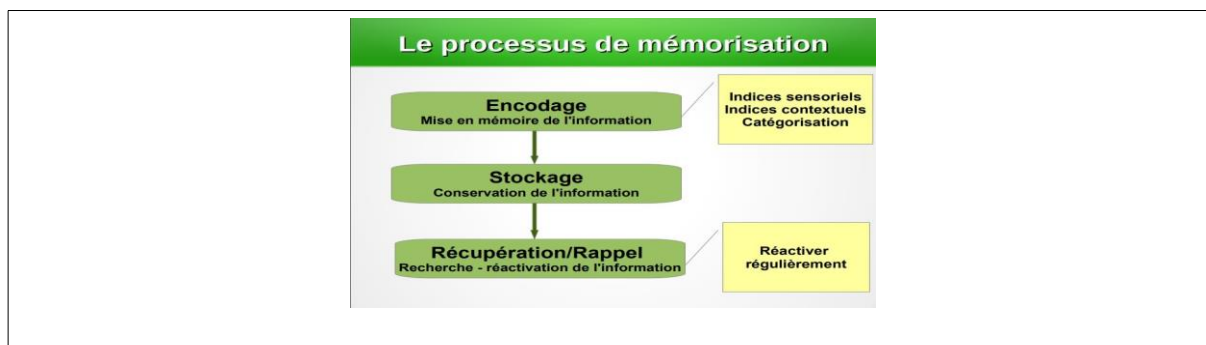 Le processus de mémorisation
Encodage
Mise en mémoire de l'information
Indices sensoriels
Indices contextuels
Catégorisation
Stockage
Conservation de l'information
Récupération/Rappel
Recherche - réactivation de l'information
Réactiver
régulièrement